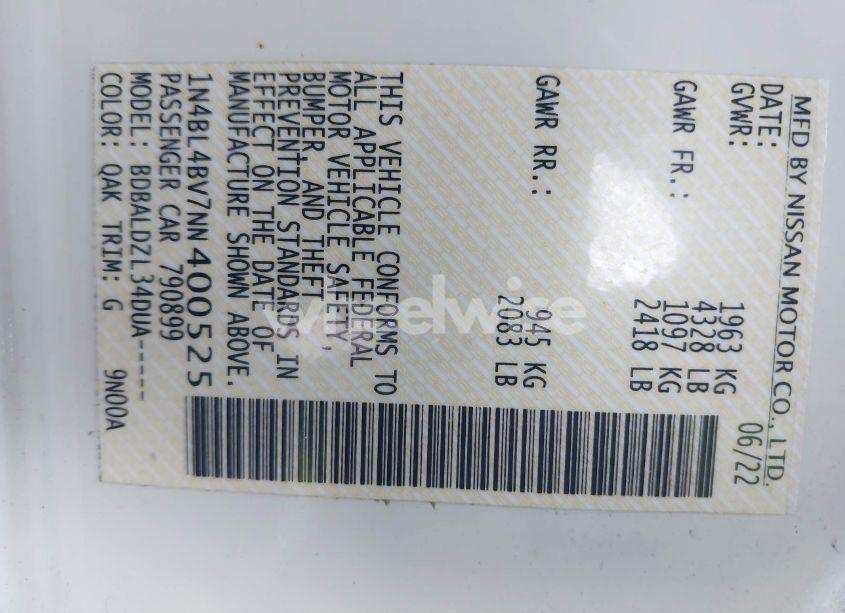 MFD BY NISSAN MOTOR CO., LTD.
DATE: 06/22
GVWR: 1963 KG
4328 LB
GAWR FR.: 1097 KG
2418 LB
GAWR RR.: 945 KG
2083 LB
THIS VEHICLE CONFORMS TO
ALL APPLICABLE FEDERAL
MOTOR VEHICLE SAFETY,
BUMPER, AND THEFT
PREVENTION STANDARDS IN
EFFECT ON THE DATE OF
MANUFACTURE SHOWN ABOVE.
1N4BL4BV7NN400525
PASSENGER CAR 790899
MODEL: BDBALDZL34DUA-----
COLOR: QAK TRIM: G 9N00A
wheelwise